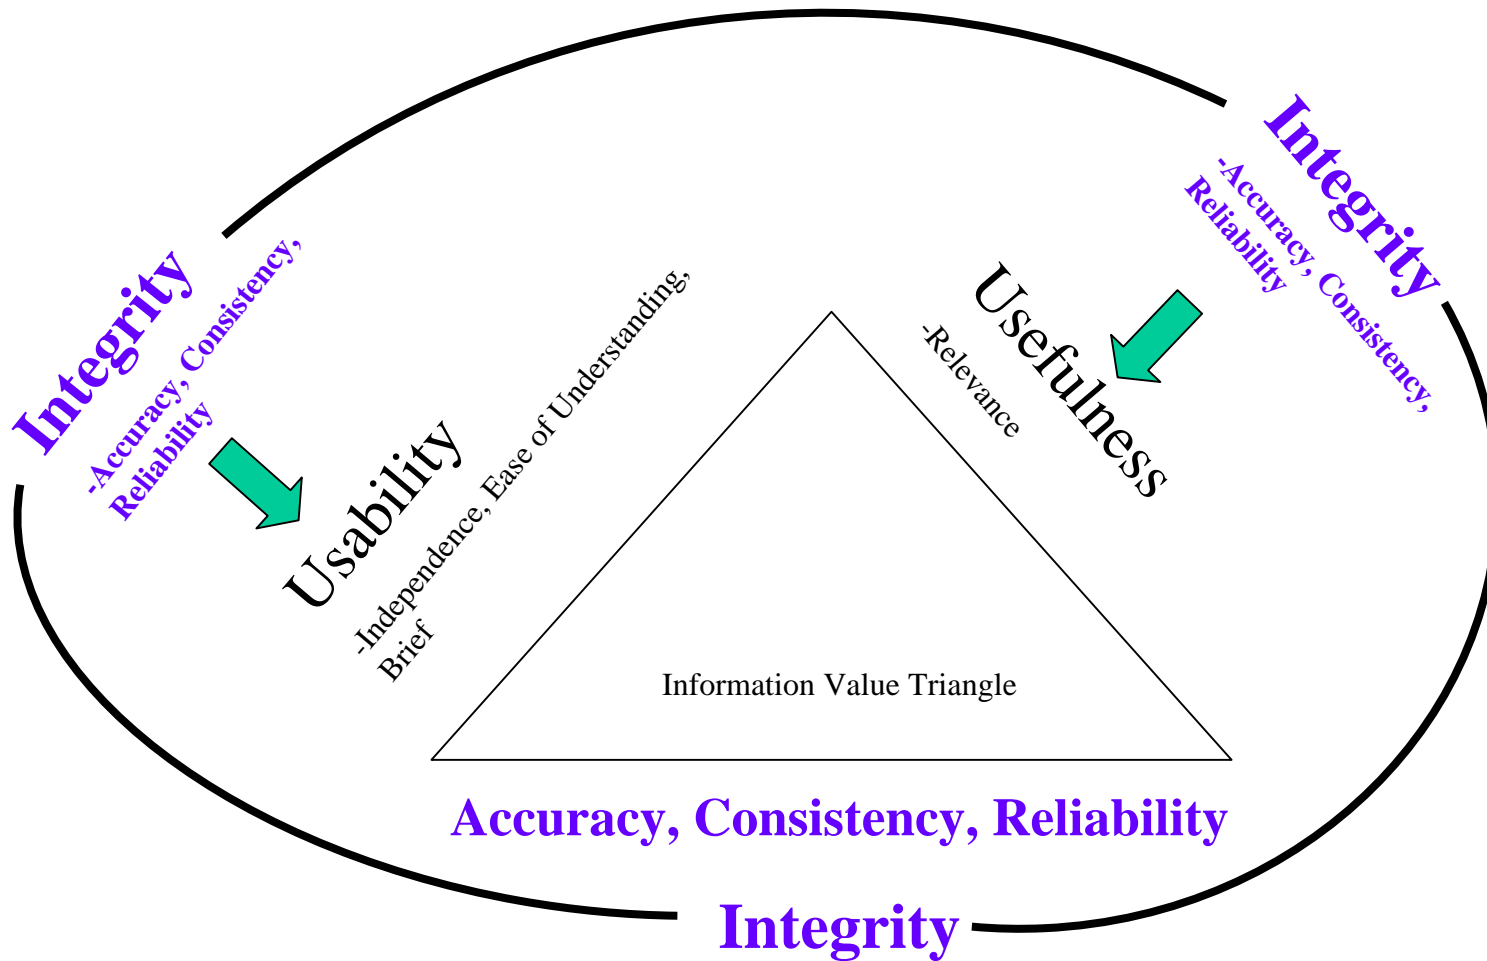 Integrity
-Accuracy, Consistency,
Reliability
Usability
-Independence, Ease of Understanding,
Brief
Integrity
-Accuracy, Consistency,
Reliability
Usefulness
-Relevance
Information Value Triangle
Accuracy, Consistency, Reliability
Integrity